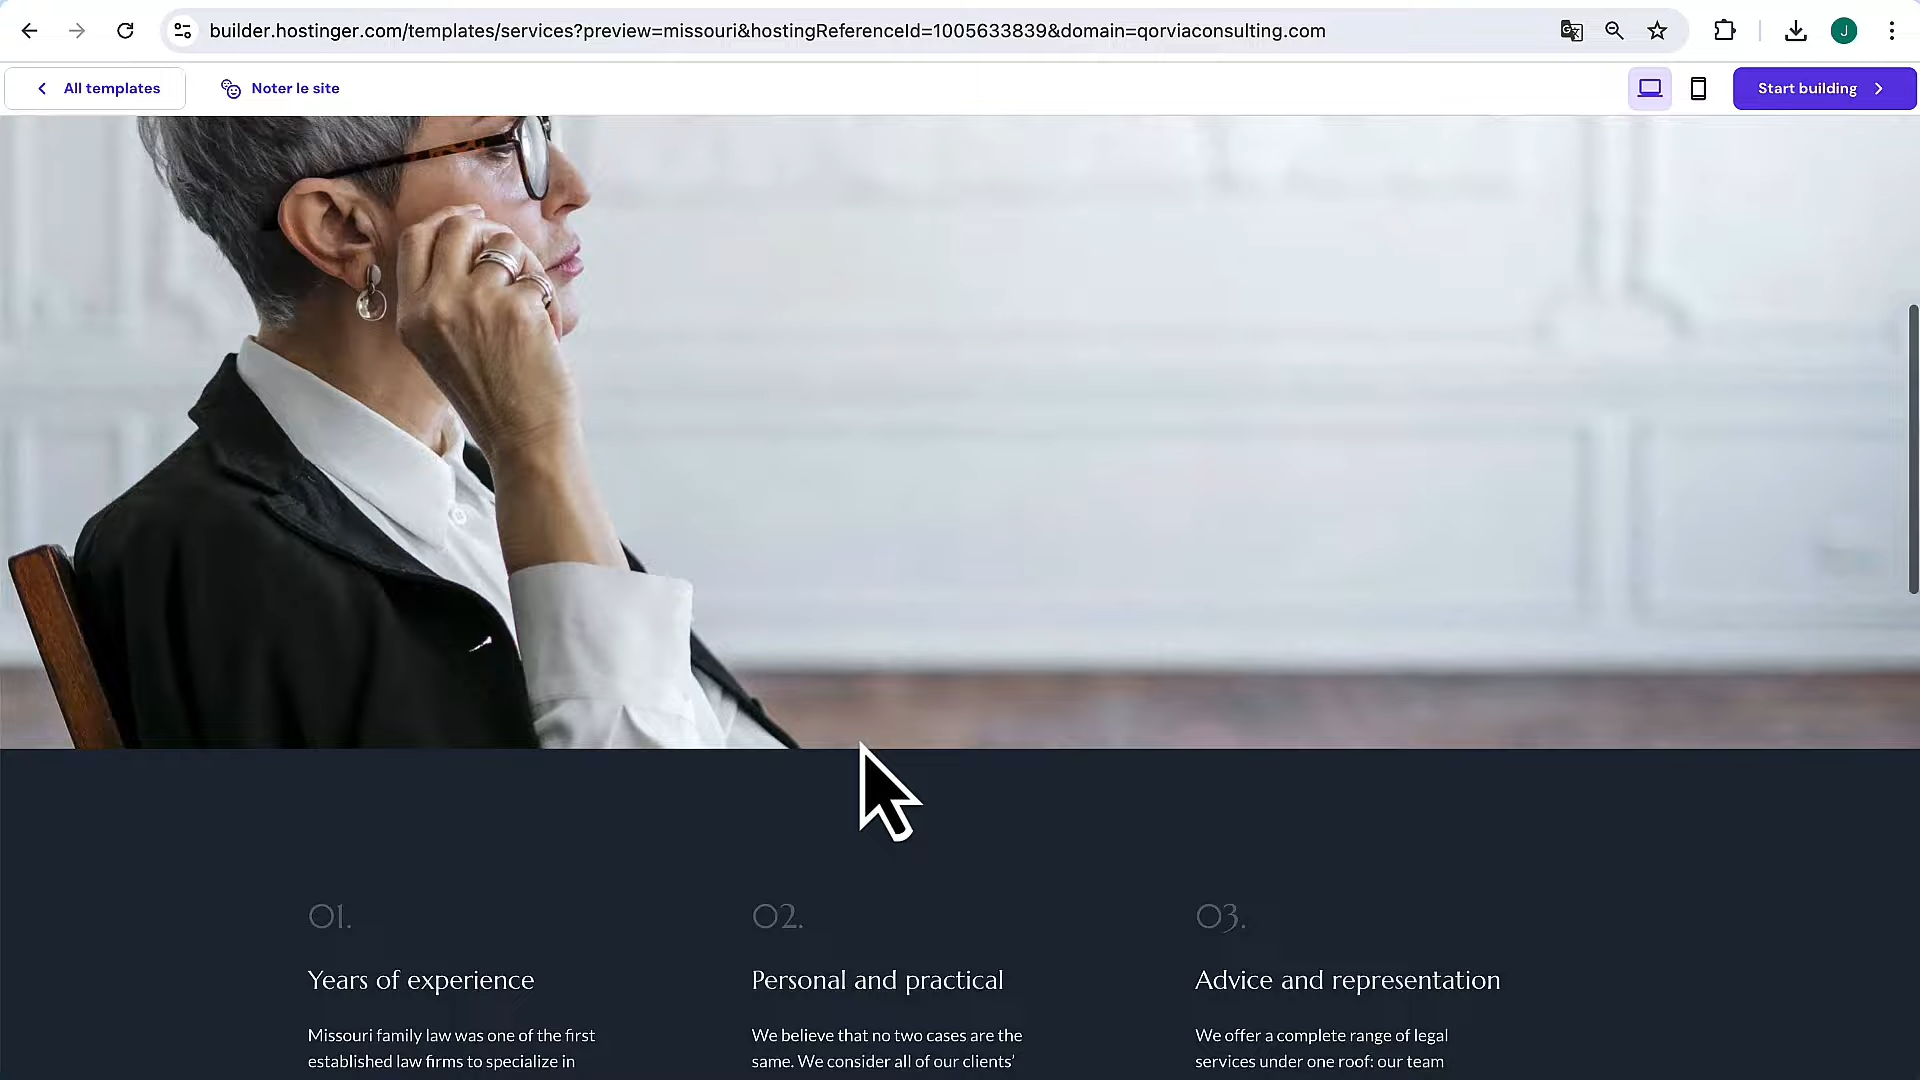 builder.hostinger.com/templates/services?preview=missouri&hostingReferenceId=1005633839&domain=qorviaconsulting.com
J
All templates
Noter le site
Start building
01.
02.
03.
Years of experience
Personal and practical
Advice and representation
Missouri family law was one of the first
established law firms to specialize in
We believe that no two cases are the
same. We consider all of our clients'
We offer a complete range of legal
services under one roof: our team